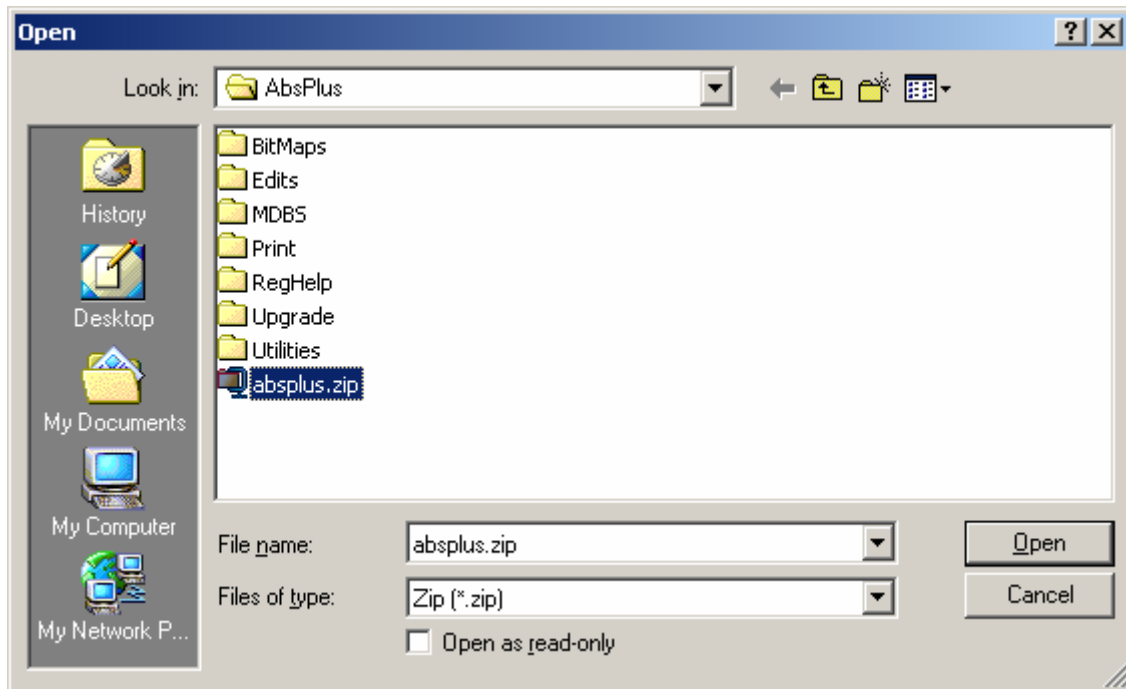 Open
Look in: AbsPlus
History
Desktop
My Documents
My Computer
My Network P...
BitMaps
Edits
MDBS
Print
RegHelp
Upgrade
Utilities
absplus.zip
File name: absplus.zip Open
Files of type: Zip (*.zip) Cancel
Open as read-only